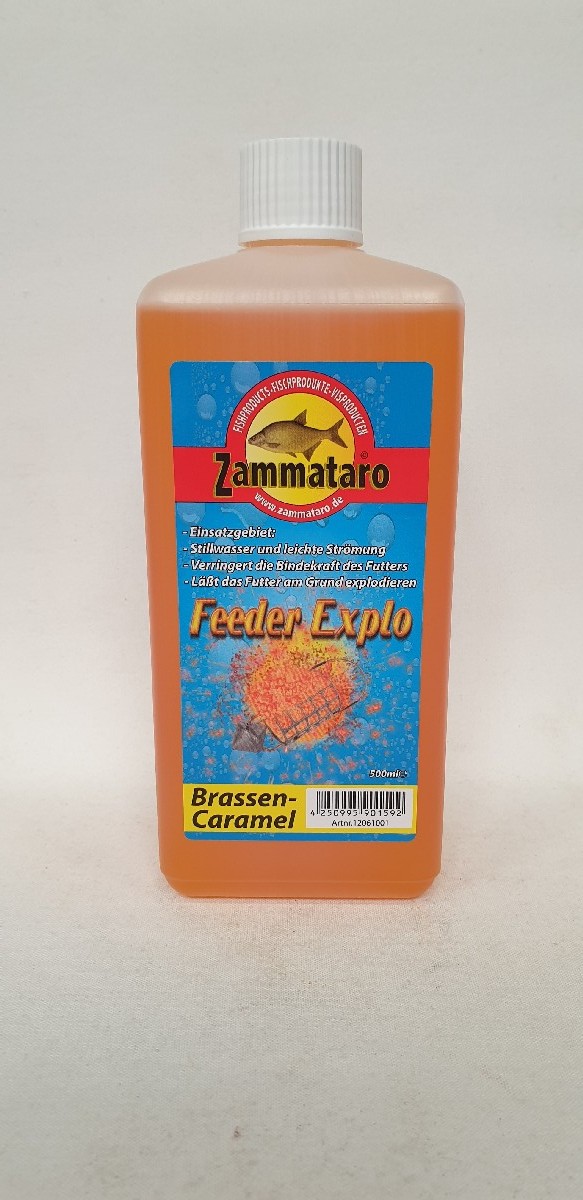 FISHPRODUCTS-FISCHPRODUKTE-VISPRODUCTEN
Zammataro©
www.zammataro.de
- Einsatzgebiet:
- Stillwasser und leichte Strömung
- Verringert die Bindekraft des Futters
- Läßt das Futter am Grund explodieren
Feeder Explo
500ml℮
Brassen-
Caramel
4 250995 901592
Artnr.12061001